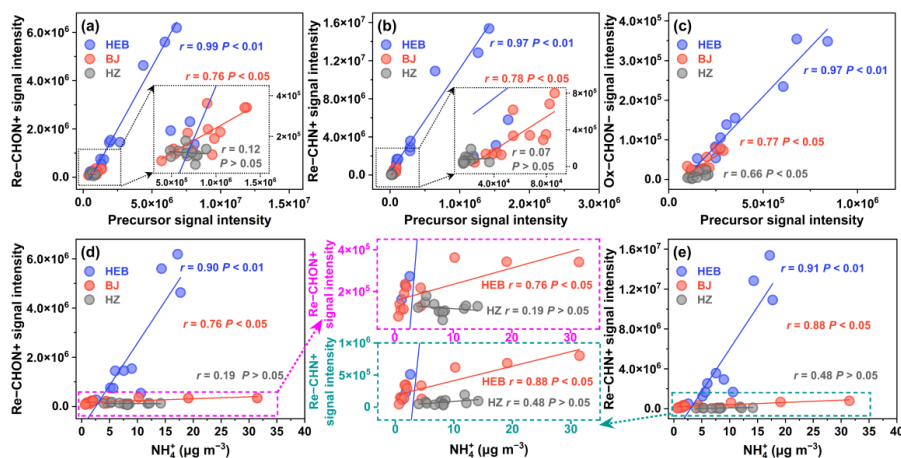 (a)
HEB
BJ
HZ
r = 0.99 P < 0.01
r = 0.76 P < 0.05
r = 0.12
P > 0.05
4×10⁵
2×10⁵
0
5.0×10⁵ 1.0×10⁶ 1.5×10⁶
Re−CHON+ signal intensity
6.0×10⁶
4.0×10⁶
2.0×10⁶
0.0
0.0 5.0×10⁶ 1.0×10⁷ 1.5×10⁷
Precursor signal intensity
(b)
HEB
BJ
HZ
r = 0.97 P < 0.01
r = 0.78 P < 0.05
r = 0.07
P > 0.05
8×10⁵
4×10⁵
0
4.0×10⁴ 8.0×10⁴
Re−CHN+ signal intensity
1.6×10⁷
1.2×10⁷
8.0×10⁶
4.0×10⁶
0.0
0.0 6.0×10⁵ 1.2×10⁶ 1.8×10⁶ 2.4×10⁶ 3.0×10⁶
Precursor signal intensity
(c)
HEB
BJ
HZ
r = 0.97 P < 0.01
r = 0.77 P < 0.05
r = 0.66 P < 0.05
Ox−CHON− signal intensity
4.0×10⁵
3.0×10⁵
2.0×10⁵
1.0×10⁵
0.0
0.0 5.0×10⁵ 1.0×10⁶
Precursor signal intensity
(d)
HEB
BJ
HZ
r = 0.90 P < 0.01
r = 0.76 P < 0.05
r = 0.19 P > 0.05
Re−CHON+ signal intensity
6.0×10⁶
4.0×10⁶
2.0×10⁶
0.0
0 5 10 15 20 25 30 35 40
NH₄⁺ (μg m⁻³)
Re−CHON+
signal intensity
4×10⁵
2×10⁵
HEB r = 0.76 P < 0.05
HZ r = 0.19 P > 0.05
0 10 20 30
Re−CHN+
signal intensity
1×10⁶
5×10⁵
0
HEB r = 0.88 P < 0.05
HZ r = 0.48 P > 0.05
0 10 20 30
NH₄⁺ (μg m⁻³)
(e)
HEB
BJ
HZ
r = 0.91 P < 0.01
r = 0.88 P < 0.05
r = 0.48 P > 0.05
Re−CHN+ signal intensity
1.6×10⁷
1.2×10⁷
8.0×10⁶
4.0×10⁶
0.0
0 5 10 15 20 25 30 35 40
NH₄⁺ (μg m⁻³)